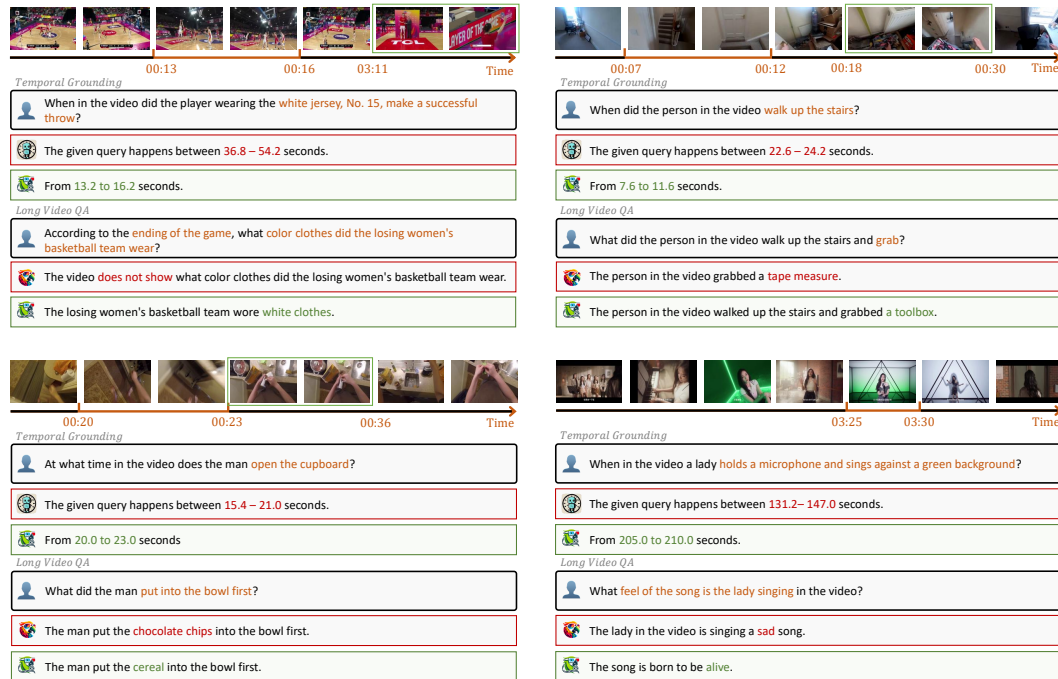 TCL
AYER OF THE
00:13
00:16
03:11
Time
Temporal Grounding
When in the video did the player wearing the white jersey, No. 15, make a successful
throw?
The given query happens between 36.8 – 54.2 seconds.
From 13.2 to 16.2 seconds.
Long Video QA
According to the ending of the game, what color clothes did the losing women's
basketball team wear?
The video does not show what color clothes did the losing women's basketball team wear.
The losing women's basketball team wore white clothes.
00:07
00:12
00:18
00:30
Time
Temporal Grounding
When did the person in the video walk up the stairs?
The given query happens between 22.6 – 24.2 seconds.
From 7.6 to 11.6 seconds.
Long Video QA
What did the person in the video walk up the stairs and grab?
The person in the video grabbed a tape measure.
The person in the video walked up the stairs and grabbed a toolbox.
00:20
00:23
00:36
Time
Temporal Grounding
At what time in the video does the man open the cupboard?
The given query happens between 15.4 – 21.0 seconds.
From 20.0 to 23.0 seconds
Long Video QA
What did the man put into the bowl first?
The man put the chocolate chips into the bowl first.
The man put the cereal into the bowl first.
03:25
03:30
Time
Temporal Grounding
When in the video a lady holds a microphone and sings against a green background?
The given query happens between 131.2– 147.0 seconds.
From 205.0 to 210.0 seconds.
Long Video QA
What feel of the song is the lady singing in the video?
The lady in the video is singing a sad song.
The song is born to be alive.